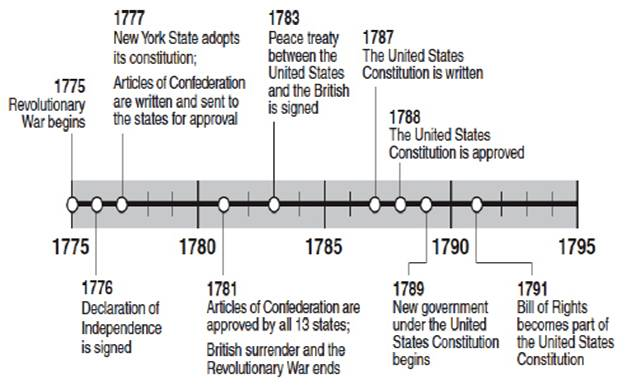 1775
Revolutionary
War begins
1777
New York State adopts
its constitution;
Articles of Confederation
are written and sent to
the states for approval
1783
Peace treaty
between the
United States
and the British
is signed
1787
The United States
Constitution is written
1788
The United States
Constitution is approved
1775 1780 1785 1790 1795
1776
Declaration of
Independence
is signed
1781
Articles of Confederation are
approved by all 13 states;
British surrender and the
Revolutionary War ends
1789
New government
under the United
States Constitution
begins
1791
Bill of Rights
becomes part of
the United States
Constitution